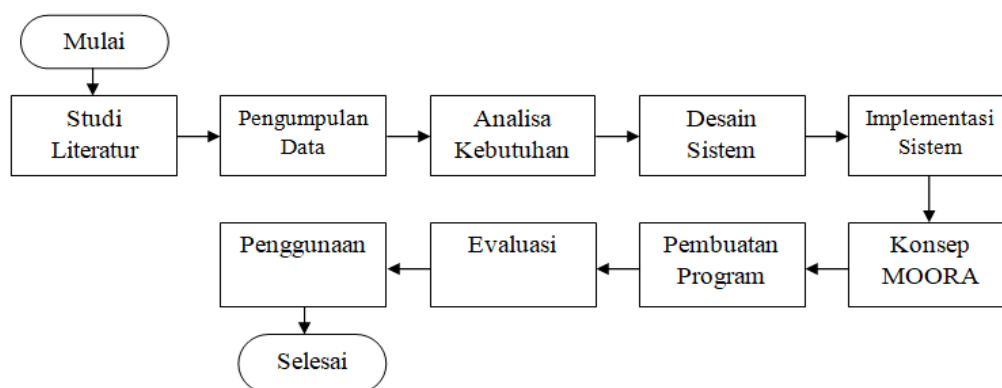 Mulai
Studi
Literatur
Pengumpulan
Data
Analisa
Kebutuhan
Desain
Sistem
Implementasi
Sistem
Konsep
MOORA
Pembuatan
Program
Evaluasi
Penggunaan
Selesai